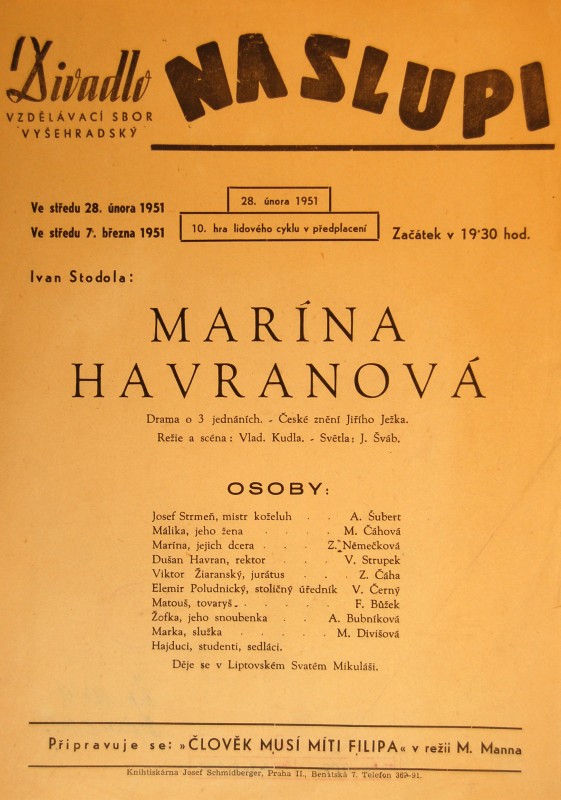 Divadlo NA SLUPI
VZDĚLÁVACÍ SBOR
VYŠEHRADSKÝ
Ve středu 28. února 1951
Ve středu 7. března 1951
28. února 1951
10. hra lidového cyklu v předplacení
Začátek v 19·30 hod.
Ivan Stodola:
MARÍNA
HAVRANOVÁ
Drama o 3 jednáních. - České znění Jiřího Ježka.
Režie a scéna: Vlad. Kudla. - Světla: J. Šváb.
OSOBY:
Josef Strmeň, mistr koželuh . . A. Šubert
Málika, jeho žena . . . . M. Čáhová
Marína, jejich dcera . . . Z. Němečková
Dušan Havran, rektor . . . V. Strupek
Viktor Žiaranský, jurátus . . . Z. Čáha
Elemír Poludnický, stoličný úředník V. Černý
Matouš, tovaryš . . . . . F. Bůžek
Žofka, jeho snoubenka . . A. Bubníková
Marka, služka . . . . . M. Divišová
Hajduci, studenti, sedláci.
Děje se v Liptovském Svatém Mikuláši.
Připravuje se: »ČLOVĚK MUSÍ MÍTI FILIPA« v režii M. Manna
Knihtiskárna Josef Schmidberger, Praha II., Benátská 7. Telefon 369-91.